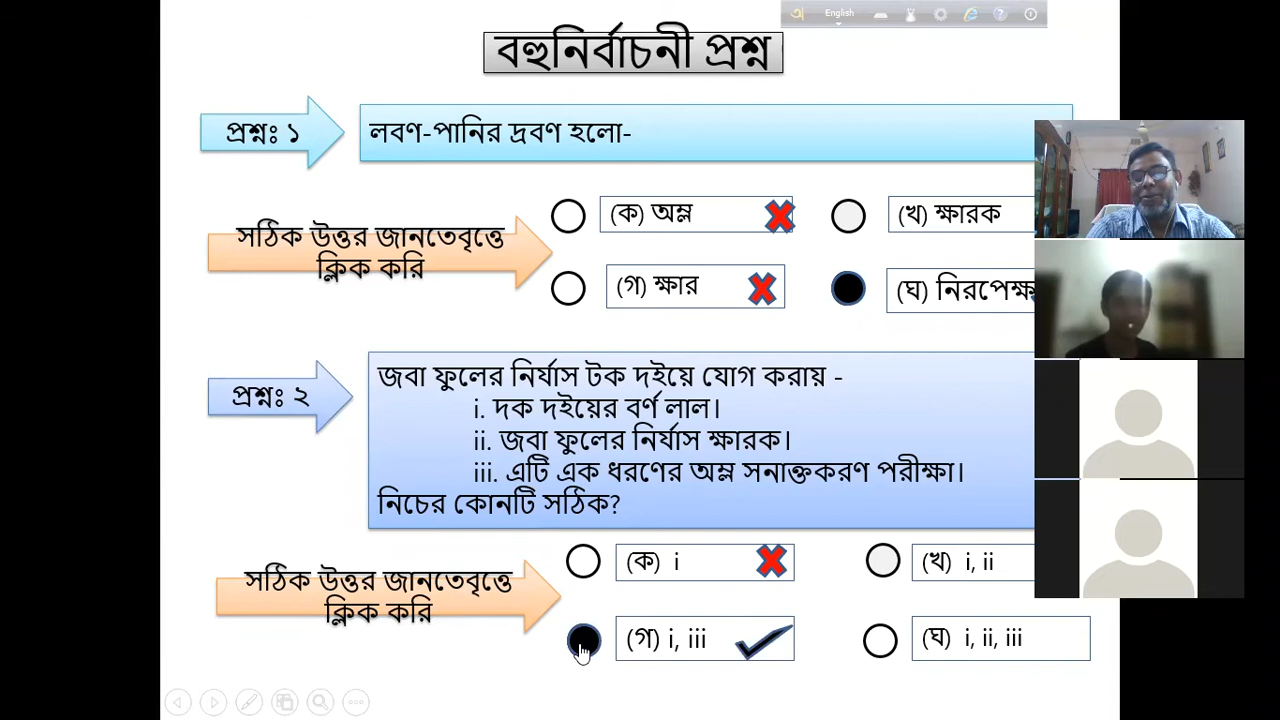 English
বহুনির্বাচনী প্রশ্ন
প্রশ্নঃ ১
লবণ-পানির দ্রবণ হলো-
সঠিক উত্তর জানতেবৃত্তে
ক্লিক করি
(ক) অম্ল
(খ) ক্ষারক
(গ) ক্ষার
(ঘ) নিরপেক্ষ
প্রশ্নঃ ২
জবা ফুলের নির্যাস টক দইয়ে যোগ করায় -
i. দক দইয়ের বর্ণ লাল।
ii. জবা ফুলের নির্যাস ক্ষারক।
iii. এটি এক ধরণের অম্ল সনাক্তকরণ পরীক্ষা।
নিচের কোনটি সঠিক?
সঠিক উত্তর জানতেবৃত্তে
ক্লিক করি
(ক) i
(খ) i, ii
(গ) i, iii
(ঘ) i, ii, iii